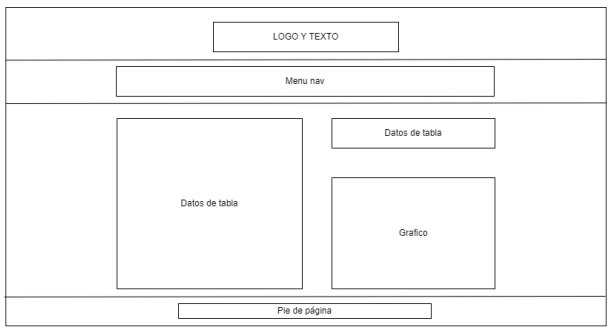 LOGO Y TEXTO
Menu nav
Datos de tabla
Datos de tabla
Grafico
Pie de página